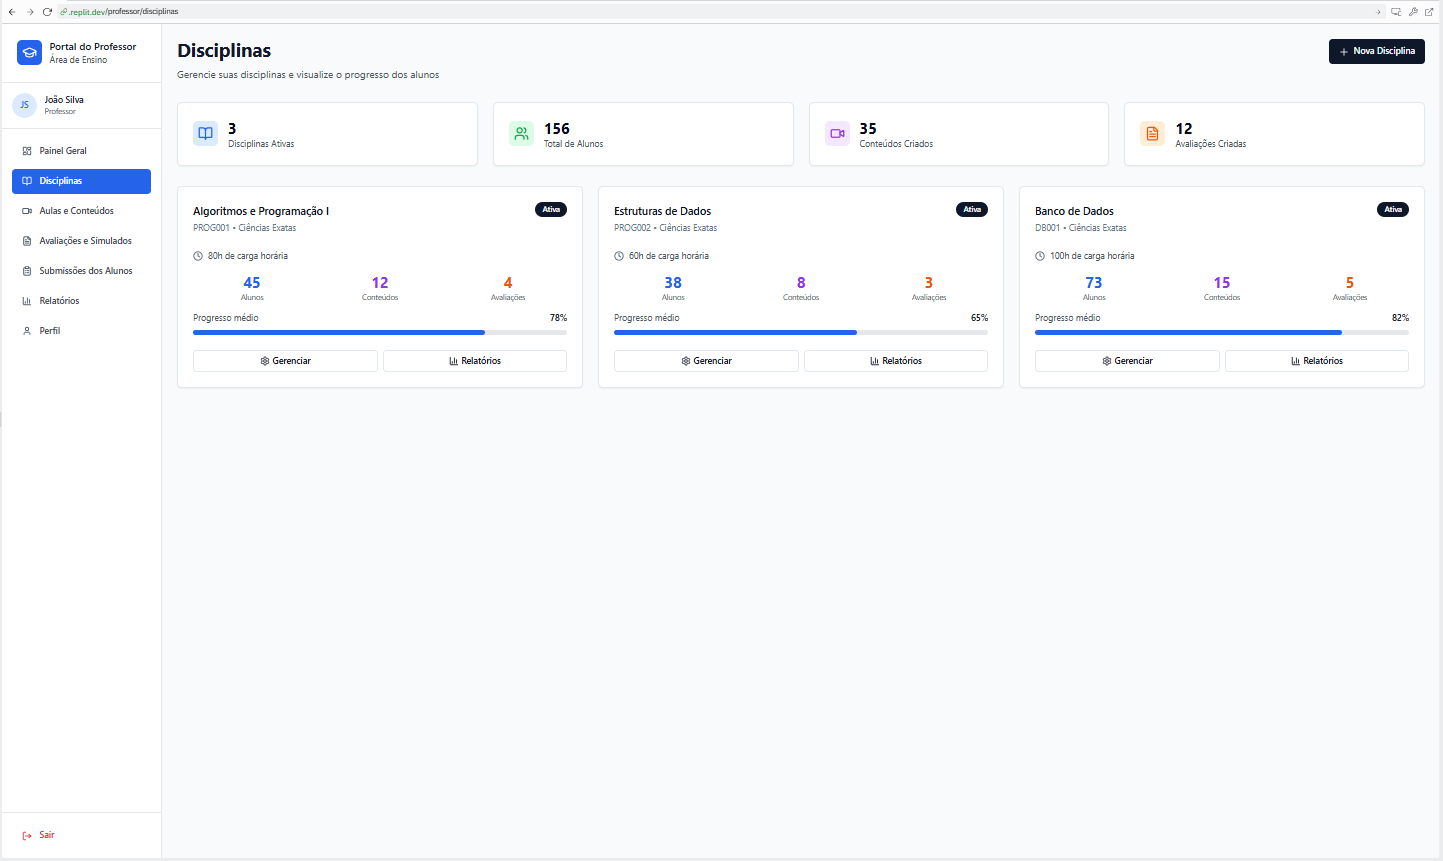 .replit.dev/professor/disciplinas
Portal do Professor
Área de Ensino
JS
João Silva
Professor
Painel Geral
Disciplinas
Aulas e Conteúdos
Avaliações e Simulados
Submissões dos Alunos
Relatórios
Perfil
Sair
Disciplinas
Gerencie suas disciplinas e visualize o progresso dos alunos
+ Nova Disciplina
3
Disciplinas Ativas
156
Total de Alunos
35
Conteúdos Criados
12
Avaliações Criadas
Algoritmos e Programação I
Ativa
PROG001 • Ciências Exatas
80h de carga horária
45 12 4
Alunos Conteúdos Avaliações
Progresso médio 78%
Gerenciar Relatórios
Estruturas de Dados
Ativa
PROG002 • Ciências Exatas
60h de carga horária
38 8 3
Alunos Conteúdos Avaliações
Progresso médio 65%
Gerenciar Relatórios
Banco de Dados
Ativa
DB001 • Ciências Exatas
100h de carga horária
73 15 5
Alunos Conteúdos Avaliações
Progresso médio 82%
Gerenciar Relatórios